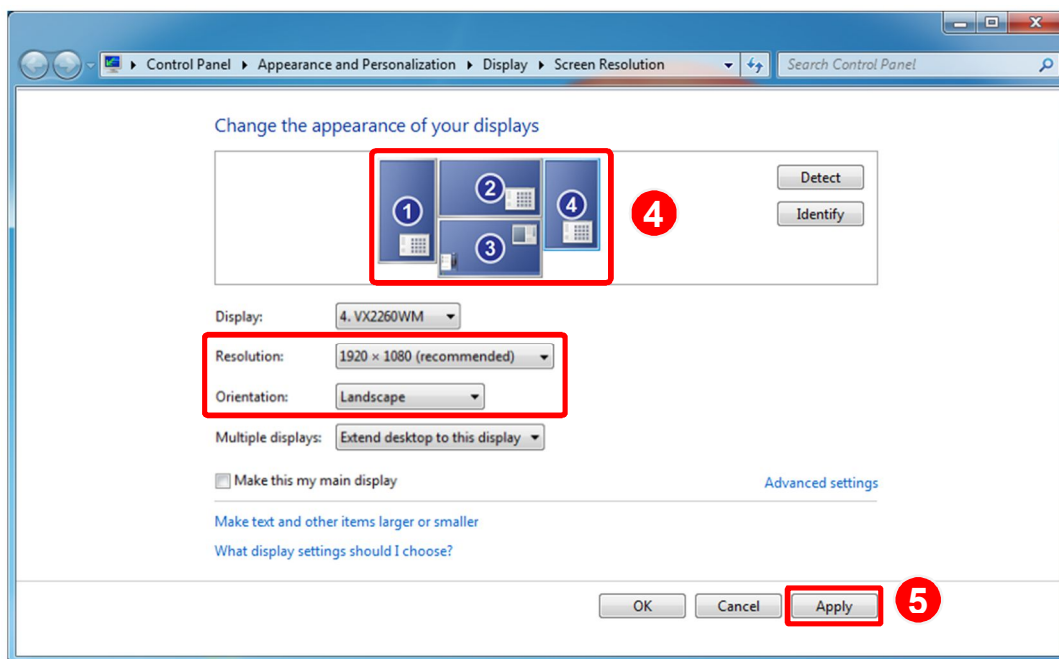 Control Panel ▸ Appearance and Personalization ▸ Display ▸ Screen Resolution
Search Control Panel
Change the appearance of your displays
1
2
3
4
4
Detect
Identify
Display: 4. VX2260WM
Resolution: 1920 × 1080 (recommended)
Orientation: Landscape
Multiple displays: Extend desktop to this display
Make this my main display
Advanced settings
Make text and other items larger or smaller
What display settings should I choose?
OK
Cancel
Apply
5